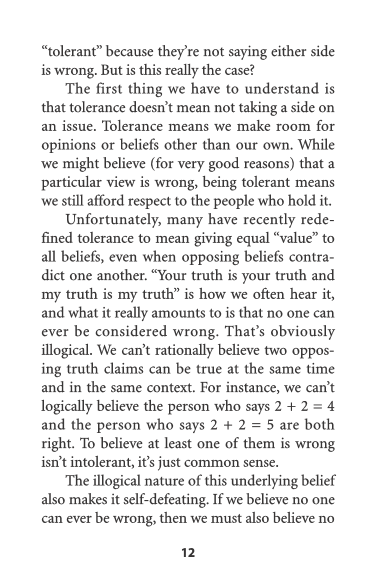 “tolerant” because they’re not saying either side
is wrong. But is this really the case?
The first thing we have to understand is
that tolerance doesn’t mean not taking a side on
an issue. Tolerance means we make room for
opinions or beliefs other than our own. While
we might believe (for very good reasons) that a
particular view is wrong, being tolerant means
we still afford respect to the people who hold it.
Unfortunately, many have recently rede-
fined tolerance to mean giving equal “value” to
all beliefs, even when opposing beliefs contra-
dict one another. “Your truth is your truth and
my truth is my truth” is how we often hear it,
and what it really amounts to is that no one can
ever be considered wrong. That’s obviously
illogical. We can’t rationally believe two oppos-
ing truth claims can be true at the same time
and in the same context. For instance, we can’t
logically believe the person who says 2 + 2 = 4
and the person who says 2 + 2 = 5 are both
right. To believe at least one of them is wrong
isn’t intolerant, it’s just common sense.
The illogical nature of this underlying belief
also makes it self-defeating. If we believe no one
can ever be wrong, then we must also believe no
12